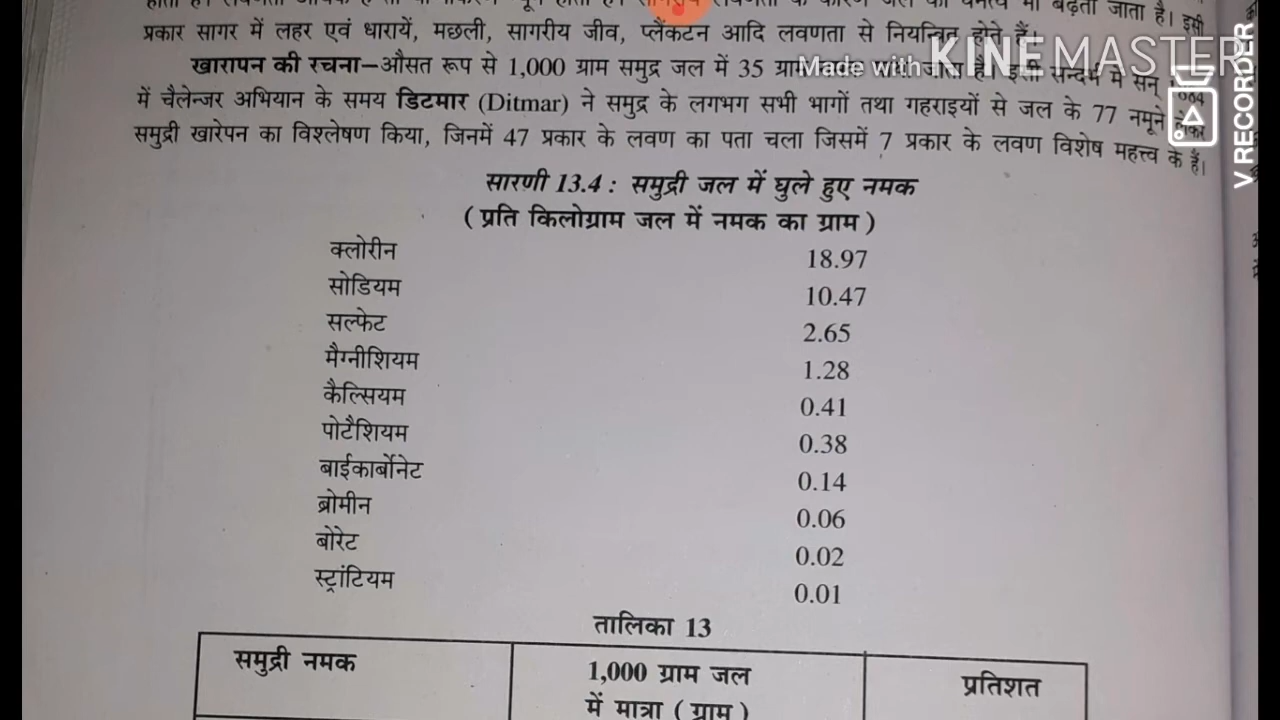 प्रकार सागर में लहर एवं धारायें, मछली, सागरीय जीव, प्लैंकटन आदि लवणता से नियन्त्रित होते हैं।
खारापन की रचना–औसत रूप से 1,000 ग्राम समुद्र जल में 35 ग्राम
Made with KINEMASTER
V RECORDER
में चैलेन्जर अभियान के समय डिटमार (Ditmar) ने समुद्र के लगभग सभी भागों तथा गहराइयों से जल के 77 नमूने लेकर
समुद्री खारेपन का विश्लेषण किया, जिनमें 47 प्रकार के लवण का पता चला जिसमें 7 प्रकार के लवण विशेष महत्त्व के हैं।
सारणी 13.4 : समुद्री जल में घुले हुए नमक
( प्रति किलोग्राम जल में नमक का ग्राम )
क्लोरीन 18.97
सोडियम 10.47
सल्फेट 2.65
मैग्नीशियम 1.28
कैल्सियम 0.41
पोटैशियम 0.38
बाईकार्बोनेट 0.14
ब्रोमीन 0.06
बोरेट 0.02
स्ट्रांटियम 0.01
तालिका 13
समुद्री नमक
1,000 ग्राम जल
में मात्रा ( ग्राम )
प्रतिशत